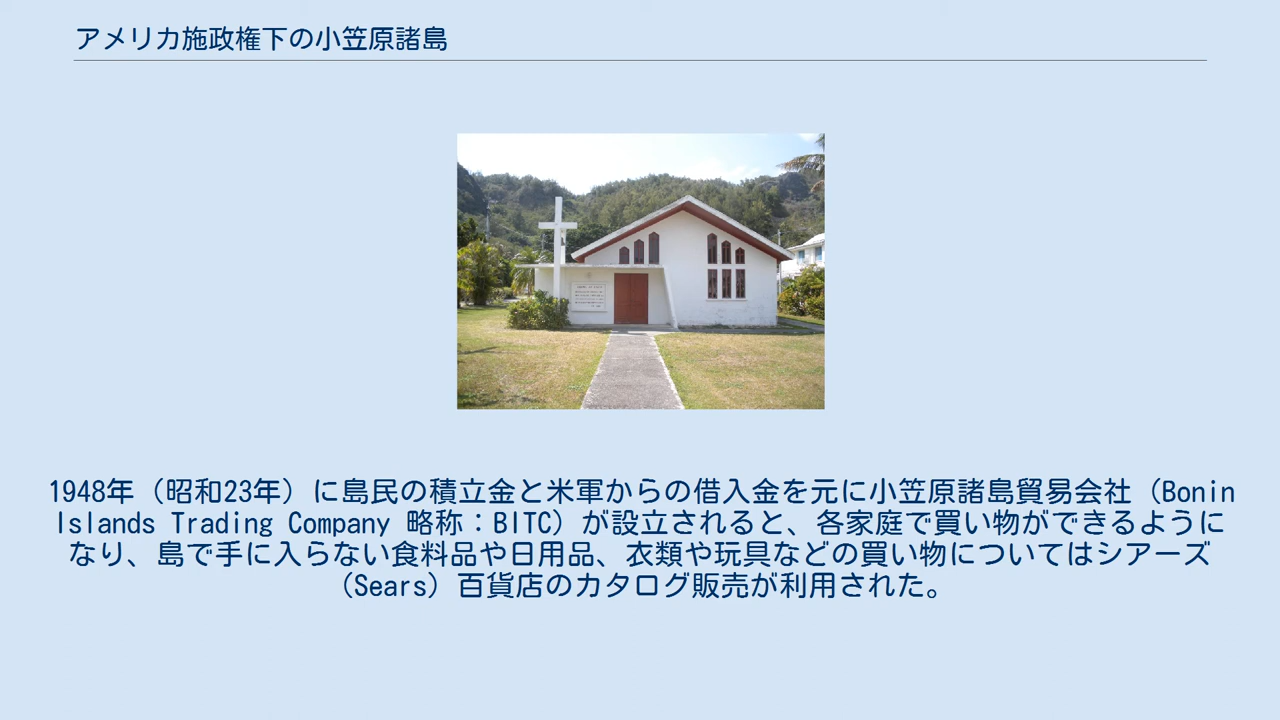 アメリカ施政権下の小笠原諸島
1948年（昭和23年）に島民の積立金と米軍からの借入金を元に小笠原諸島貿易会社（Bonin
Islands Trading Company 略称：BITC）が設立されると、各家庭で買い物ができるように
なり、島で手に入らない食料品や日用品、衣類や玩具などの買い物についてはシアーズ
（Sears）百貨店のカタログ販売が利用された。